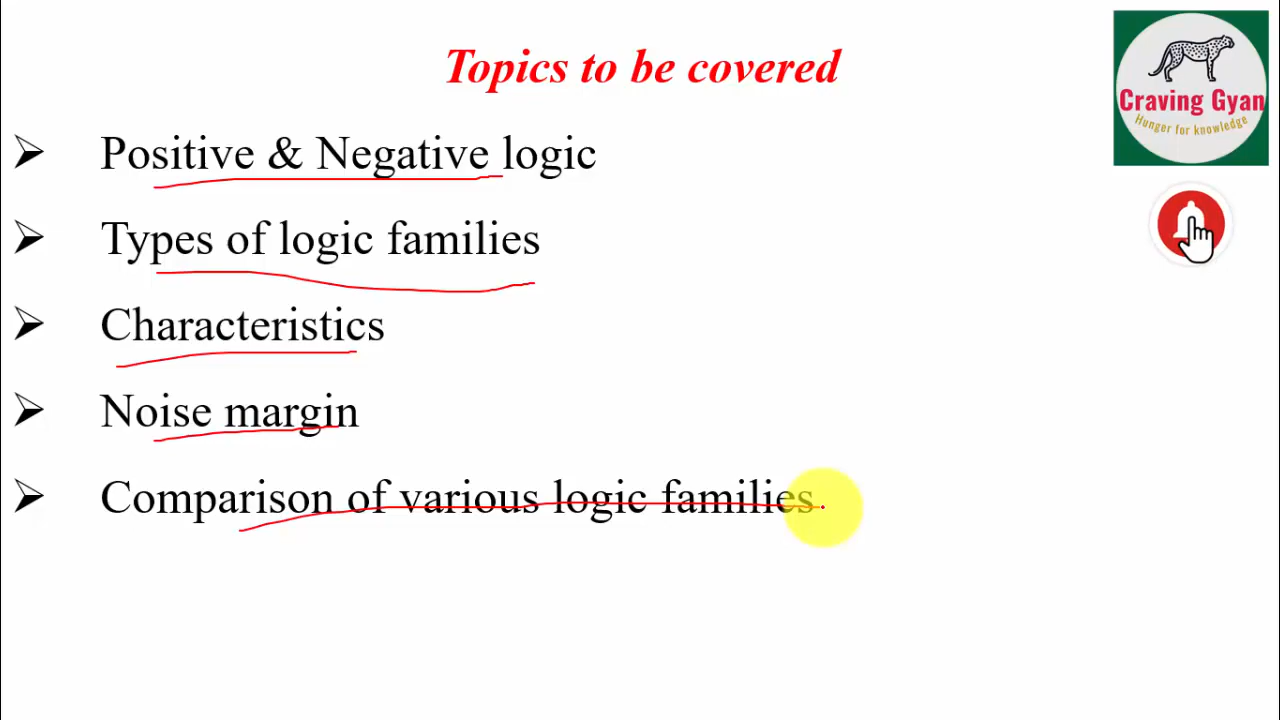 Topics to be covered
Craving Gyan
Hunger for knowledge
➢ Positive & Negative logic
➢ Types of logic families
➢ Characteristics
➢ Noise margin
➢ Comparison of various logic families.